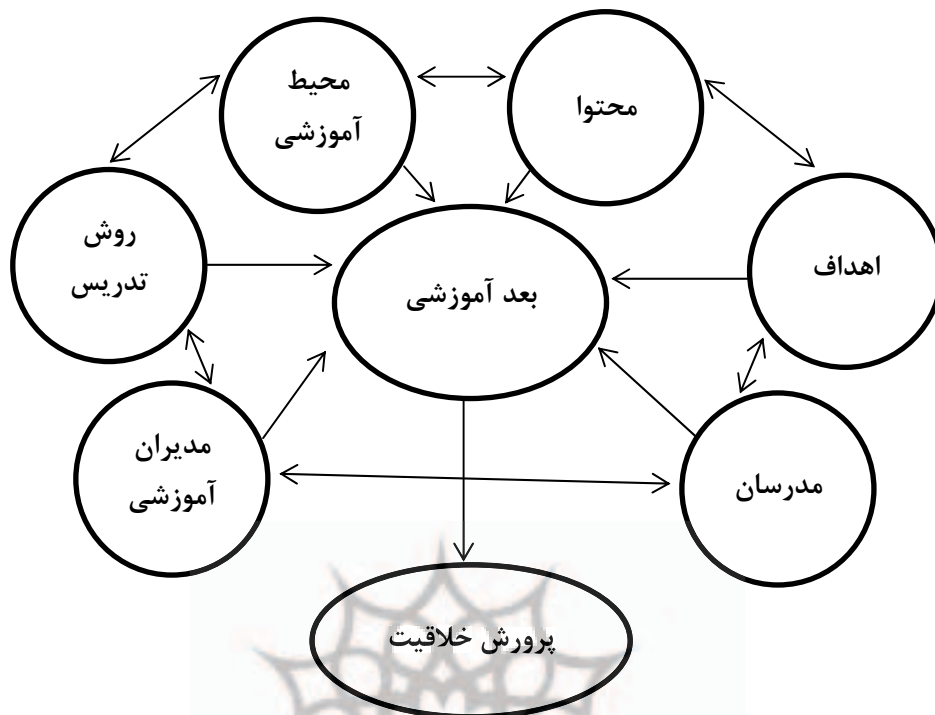 محیط
آموزشی
محتوا
روش
تدریس
بعد آموزشی
اهداف
مدیران
آموزشی
مدرسان
پرورش خلاقیت